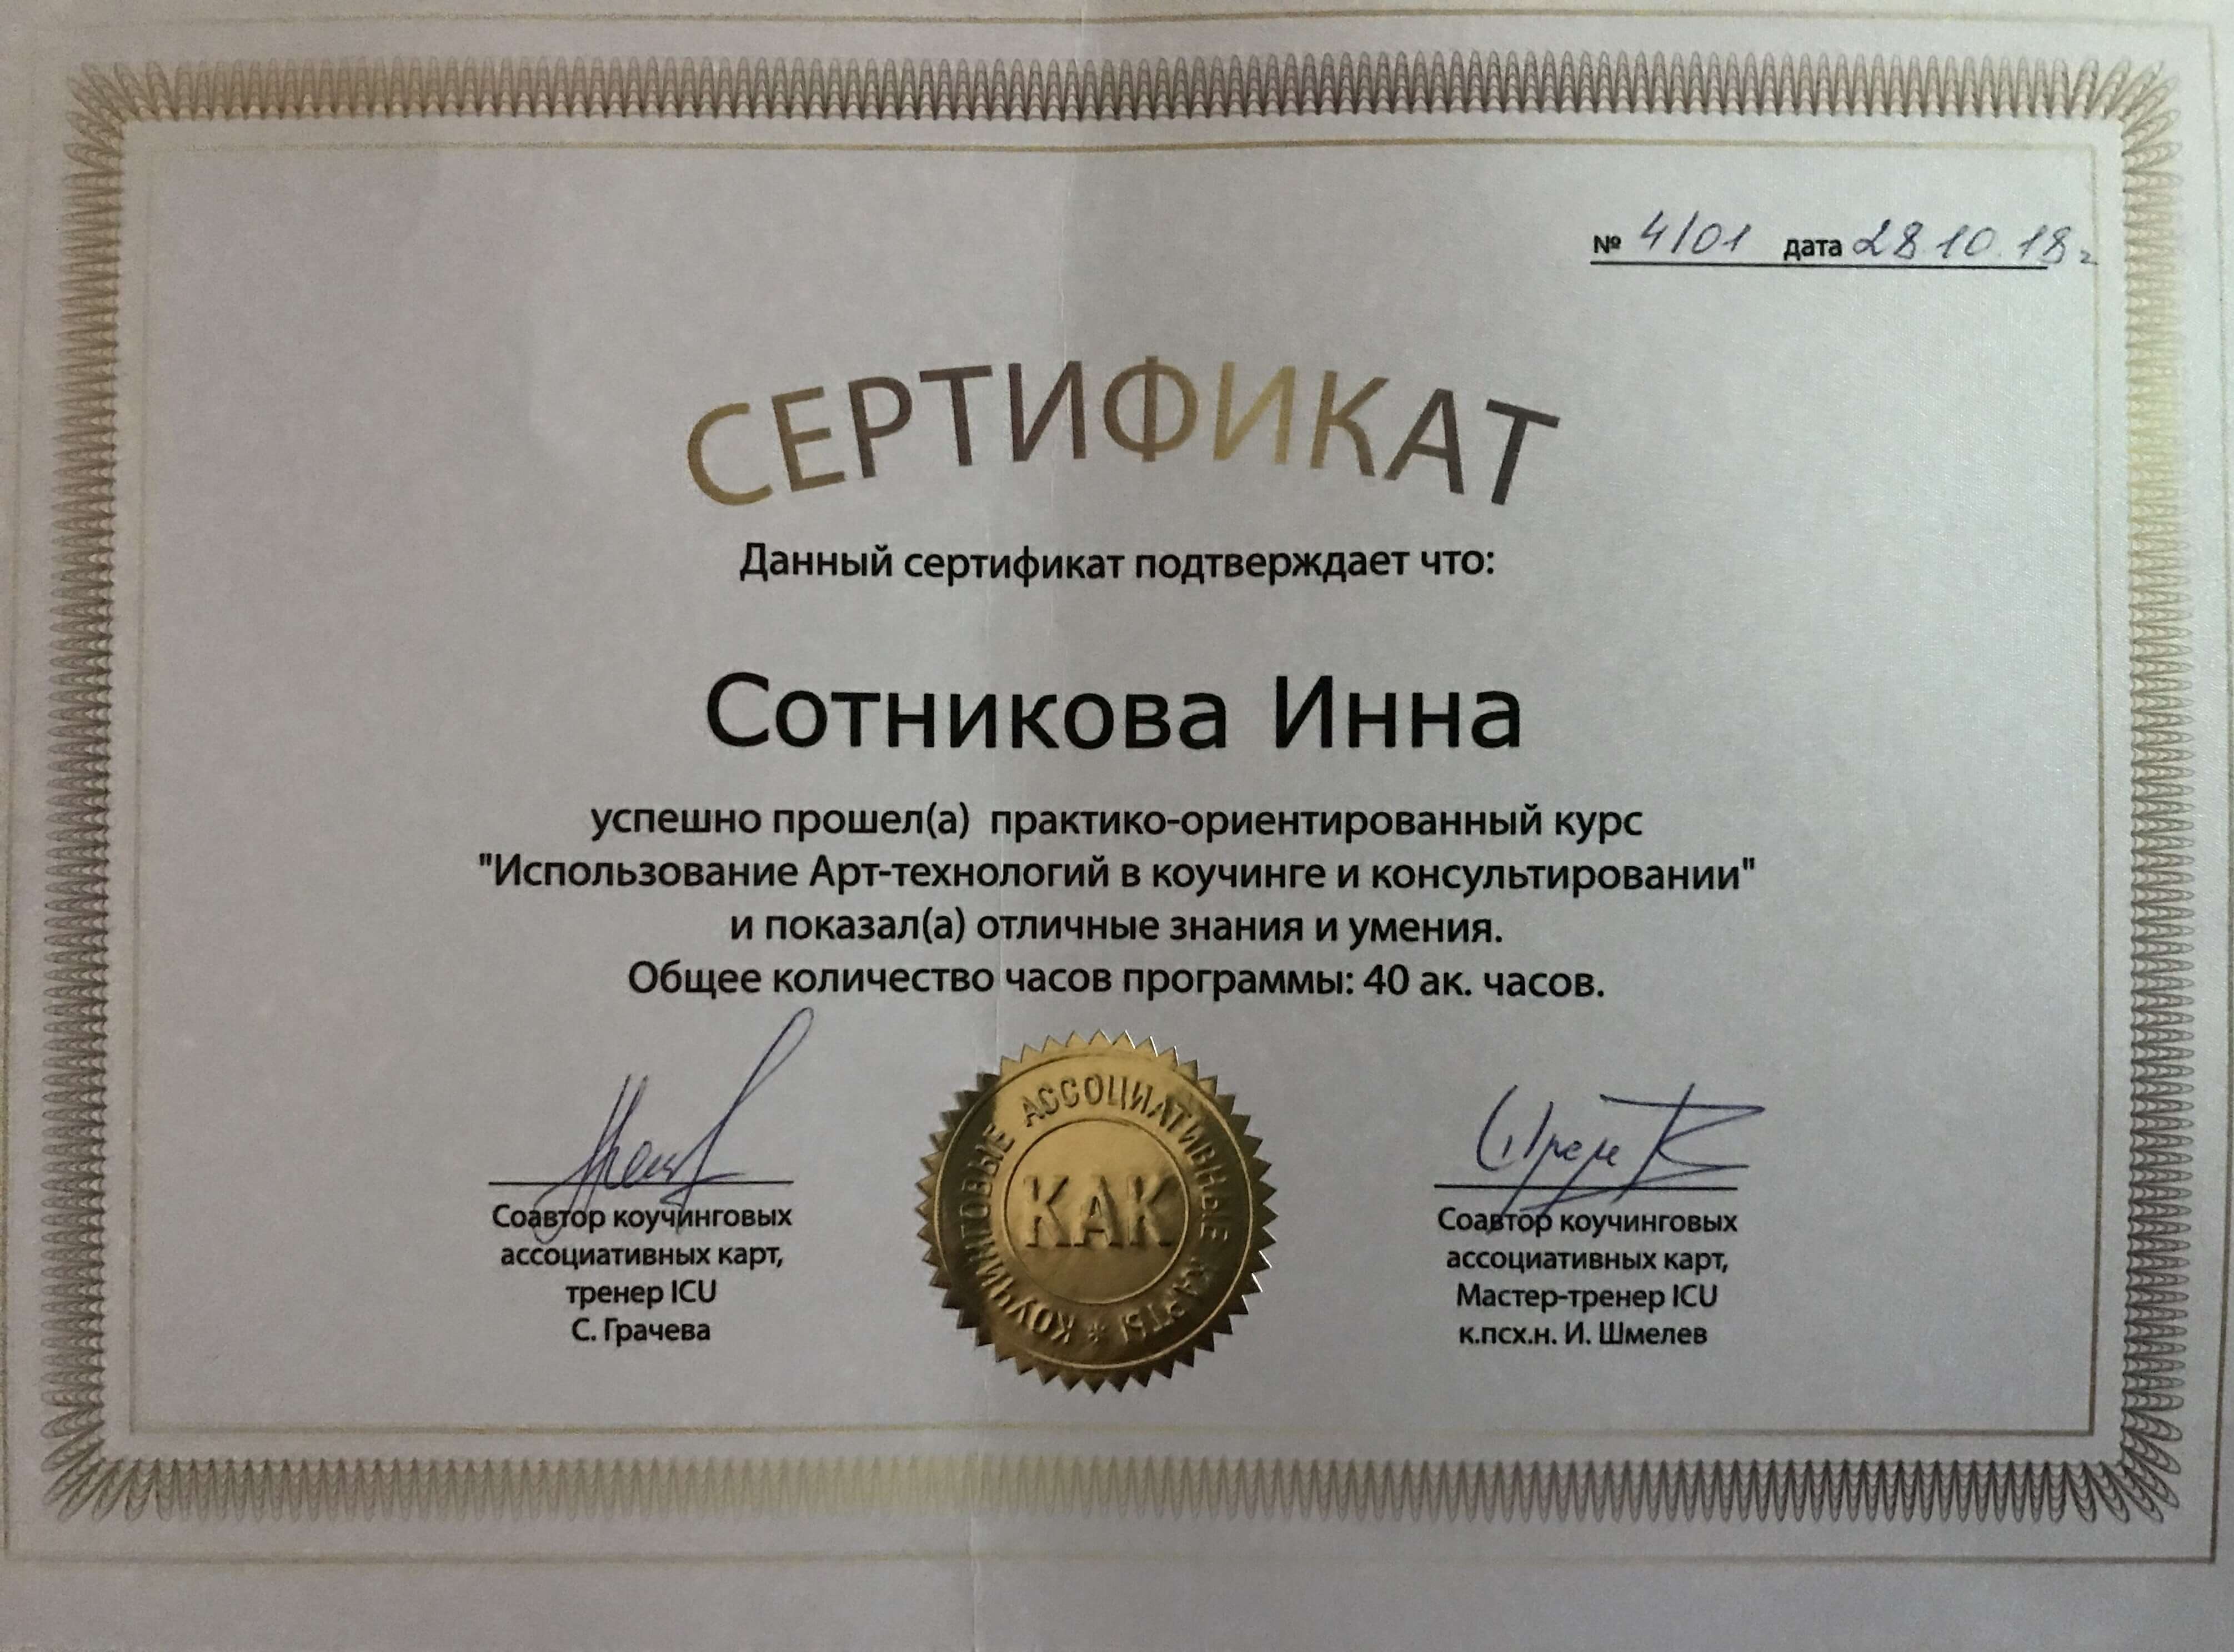 № 4/01 дата 28.10.18г
СЕРТИФИКАТ
Данный сертификат подтверждает что:
Сотникова Инна
успешно прошел(а) практико-ориентированный курс
"Использование Арт-технологий в коучинге и консультировании"
и показал(а) отличные знания и умения.
Общее количество часов программы: 40 ак. часов.
Соавтор коучинговых
ассоциативных карт,
тренер ICU
С. Грачева
КОУЧИНГОВЫЕ АССОЦИАТИВНЫЕ КАРТЫ *
КАК
Соавтор коучинговых
ассоциативных карт,
Мастер-тренер ICU
к.псх.н. И. Шмелев